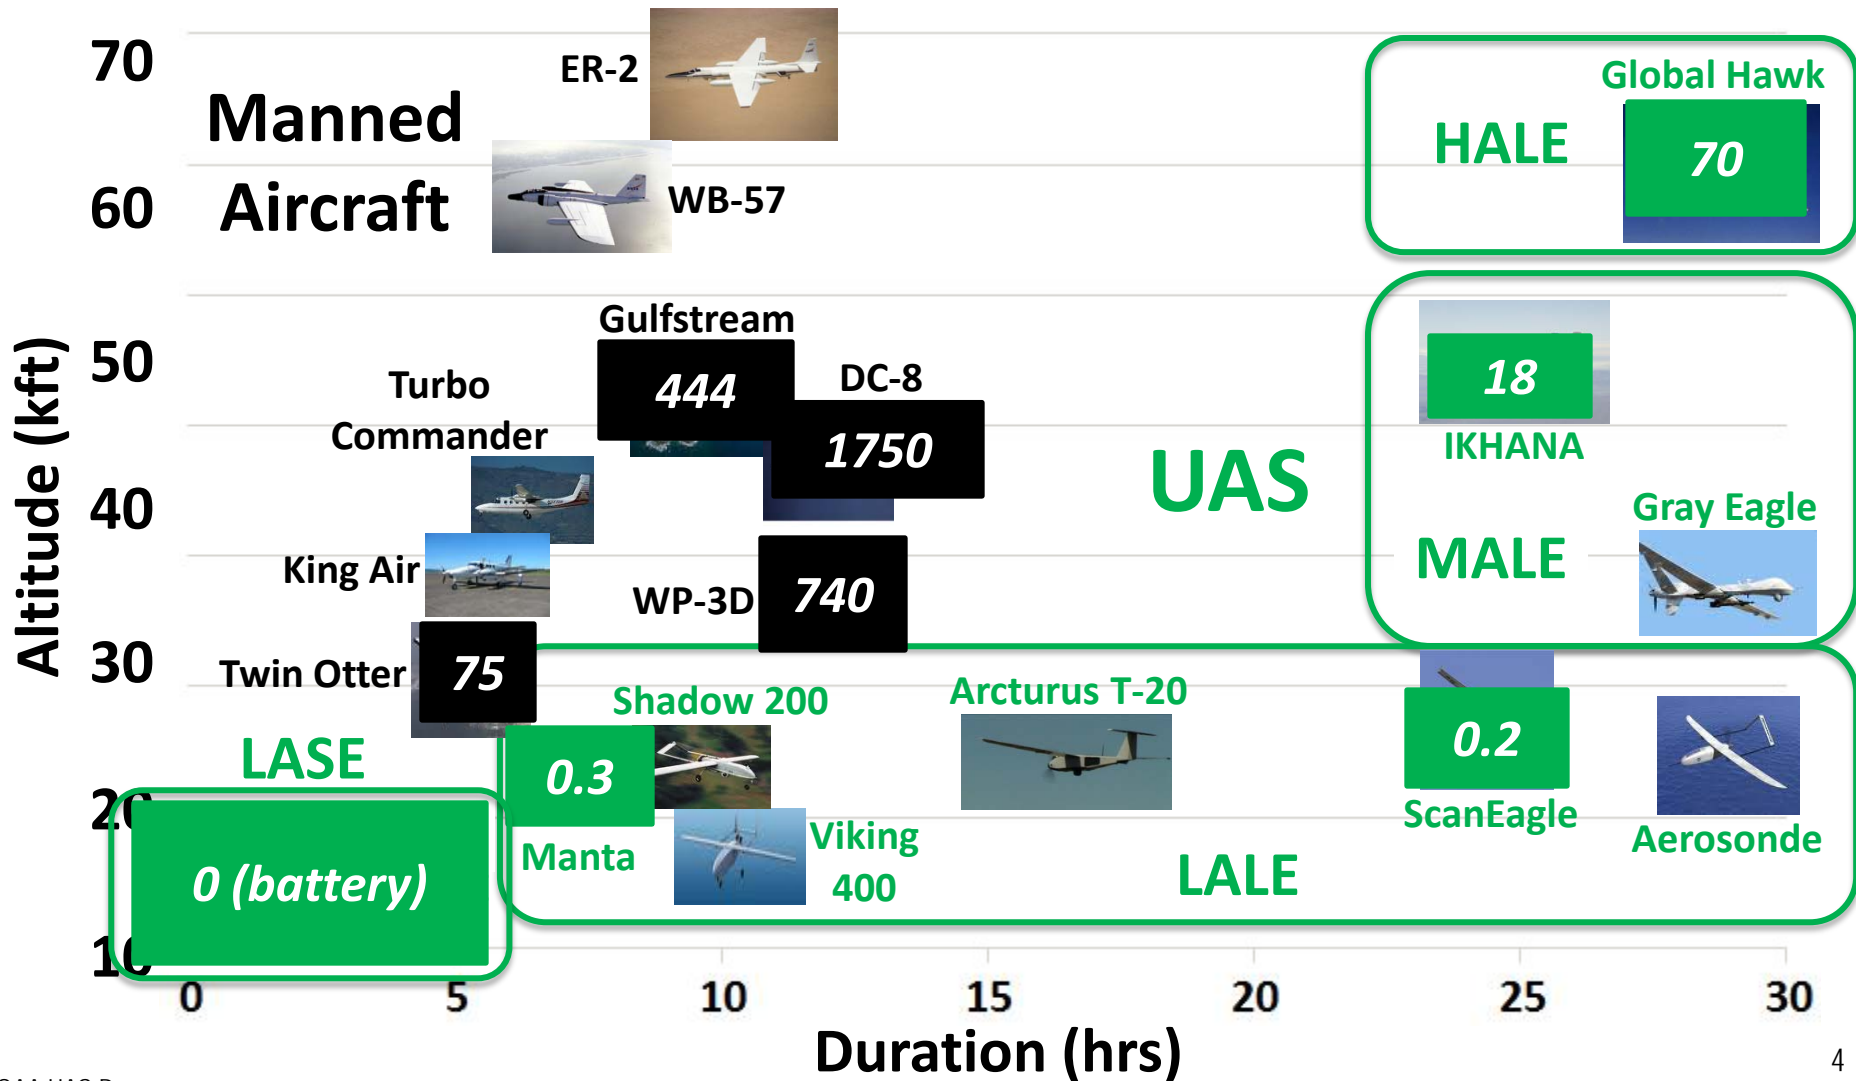 70
ER-2
Global Hawk
Manned
Aircraft
HALE
70
60
WB-57
Gulfstream
50
444
DC-8
18
Turbo
Commander
1750
UAS
IKHANA
40
Gray Eagle
King Air
WP-3D
740
MALE
30
Twin Otter
75
Shadow 200
Arcturus T-20
LASE
0.3
0.2
20
ScanEagle
Manta
Viking
400
Aerosonde
LALE
0 (battery)
10
Altitude (kft)
0
5
10
15
20
25
30
Duration (hrs)
4